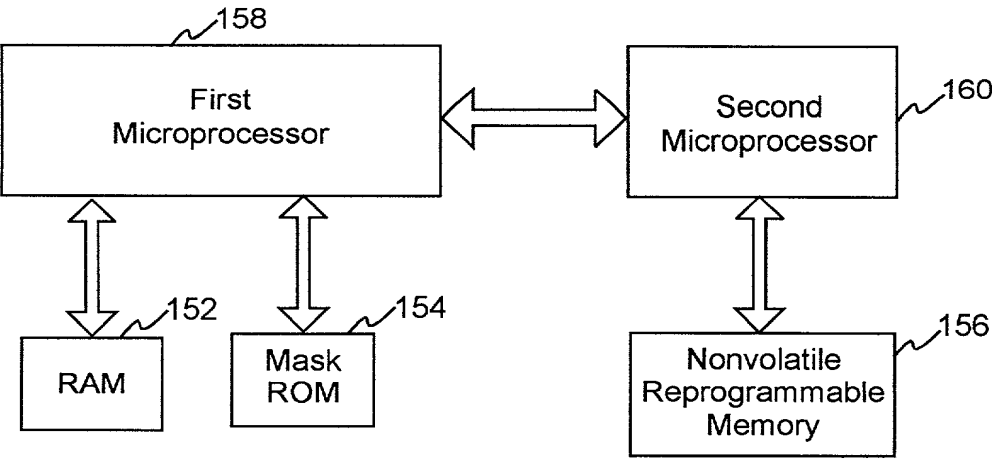 158
First
Microprocessor
Second
Microprocessor
160
152
RAM
154
Mask
ROM
156
Nonvolatile
Reprogrammable
Memory